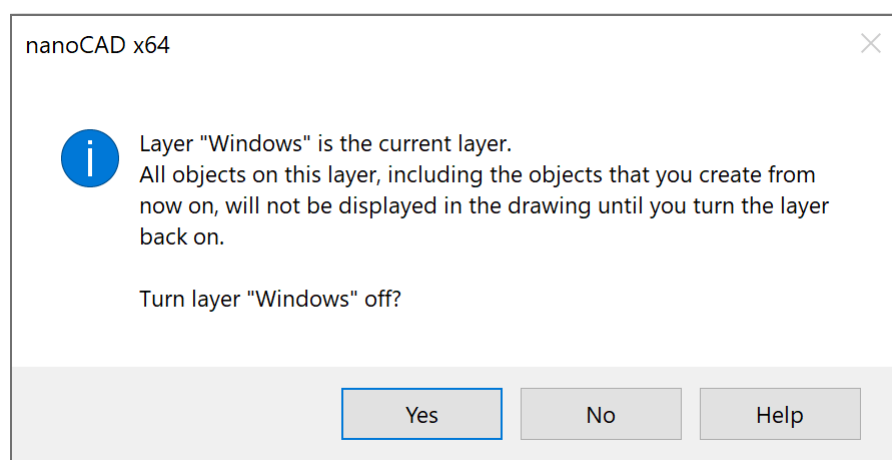 nanoCAD x64
Layer "Windows" is the current layer.
All objects on this layer, including the objects that you create from
now on, will not be displayed in the drawing until you turn the layer
back on.
Turn layer "Windows" off?
Yes No Help